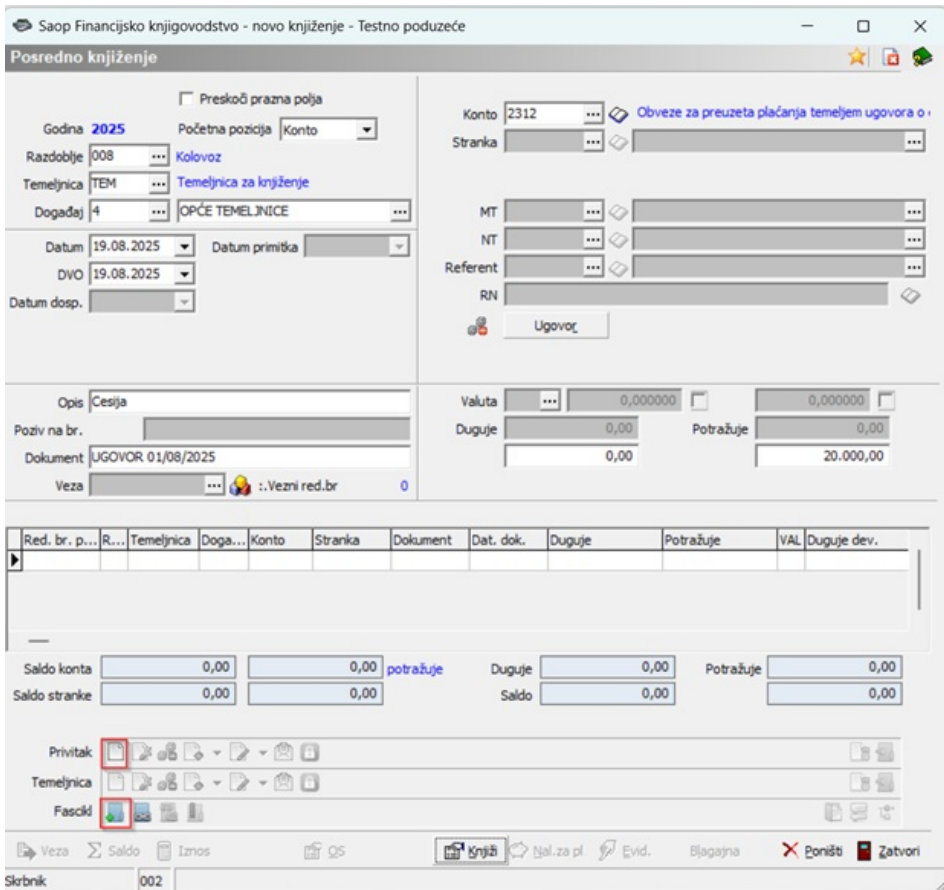 Saop Financijsko knjigovodstvo - novo knjiženje - Testno poduzeće
Posredno knjiženje
Preskoči prazna polja
Godina 2025 Početna pozicija Konto
Razdoblje 008 ... Kolovoz
Temeljnica TEM ... Temeljnica za knjiženje
Događaj 4 ... OPĆE TEMELJNICE ...
Datum 19.08.2025 Datum primitka
DVO 19.08.2025
Datum dosp.
Konto 2312 ... Obveze za preuzeta plaćanja temeljem ugovora o
Stranka ... ...
MT ... ...
NT ... ...
Referent ... ...
RN
Ugovor
Opis Cesija
Poziv na br.
Dokument UGOVOR 01/08/2025
Veza ... :.Vezni red.br 0
Valuta ... 0,000000 0,000000
Duguje 0,00 Potražuje 0,00
0,00 20.000,00
Red. br. p... R... Temeljnica Doga... Konto Stranka Dokument Dat. dok. Duguje Potražuje VAL Duguje dev.
Saldo konta 0,00 0,00 potražuje Duguje 0,00 Potražuje 0,00
Saldo stranke 0,00 0,00 Saldo 0,00 0,00
Privitak
Temeljnica
Fascikl
Veza Saldo Iznos OS Knjiži Nal.za pl Evid. Blagajna Poništi Zatvori
Skrbnik 002